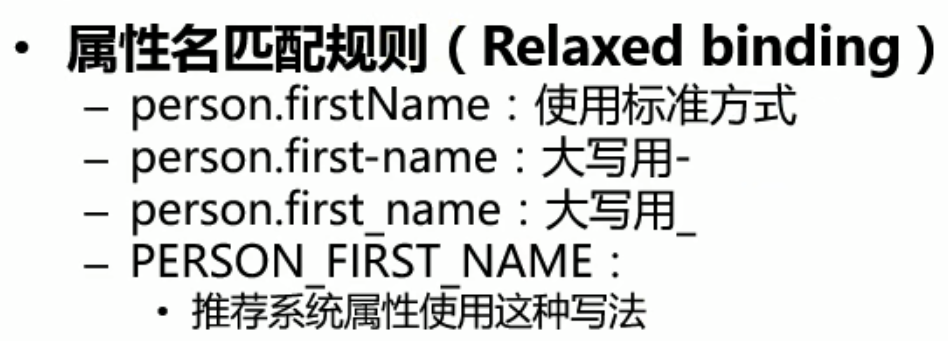 • 属性名匹配规则（Relaxed binding）
– person.firstName：使用标准方式
– person.first-name：大写用-
– person.first_name：大写用_
– PERSON_FIRST_NAME：
• 推荐系统属性使用这种写法